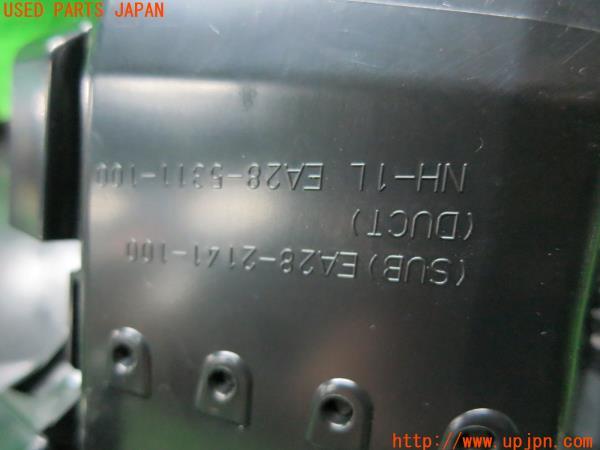 USED PARTS JAPAN
(SUB)EA28-2141-100
(DUCT)
NH-1L EA28-5311-100
http://www.upjpn.com/